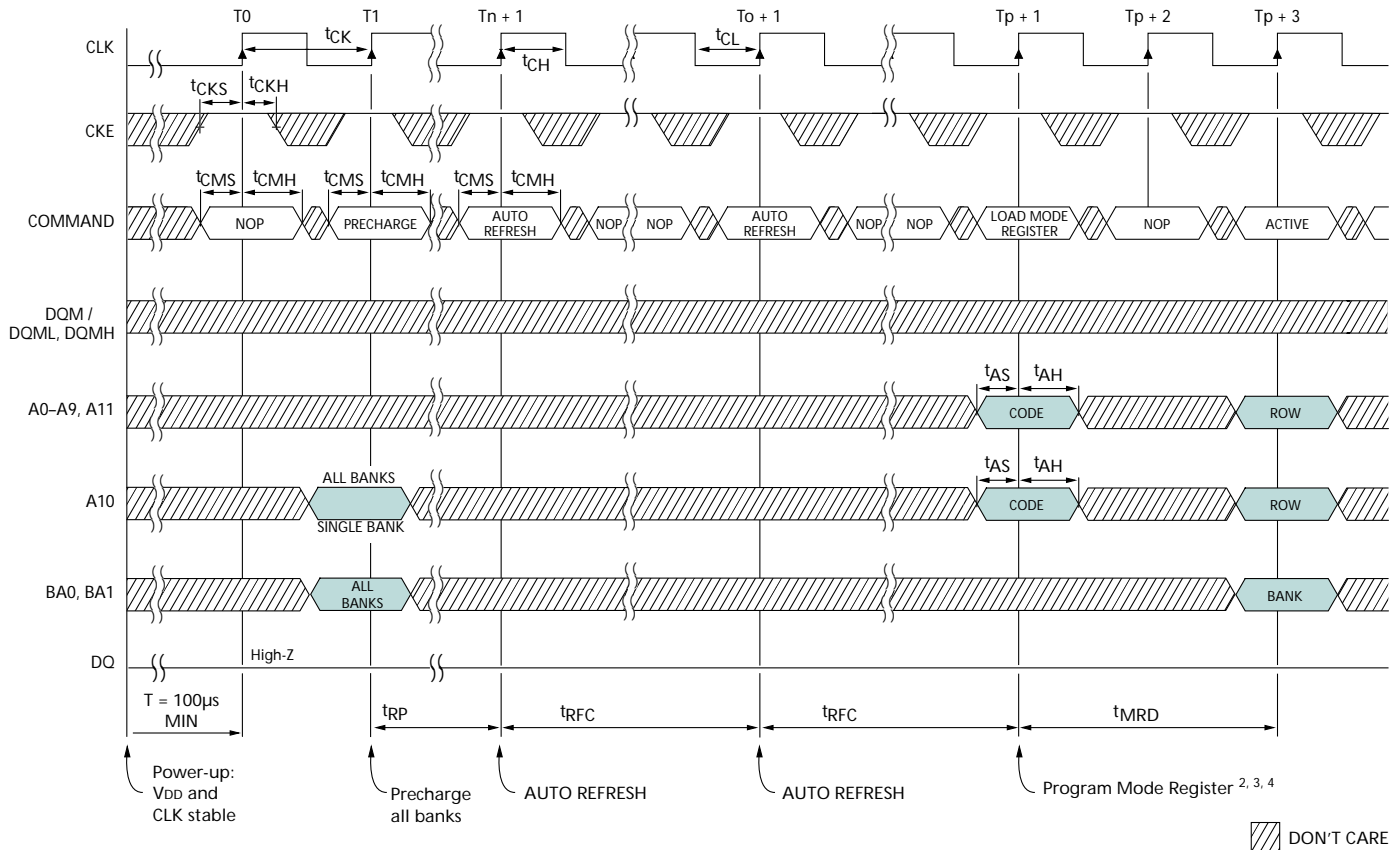 T0 T1 Tn + 1 To + 1 Tp + 1 Tp + 2 Tp + 3
CLK
tCK
tCH
tCL
tCKS tCKH
CKE
tCMS tCMH tCMS tCMH tCMS tCMH
COMMAND
NOP
PRECHARGE
AUTO
REFRESH
NOP
NOP
AUTO
REFRESH
NOP
NOP
LOAD MODE
REGISTER
NOP
ACTIVE
DQM /
DQML, DQMH
tAS tAH
A0–A9, A11
CODE
ROW
tAS tAH
ALL BANKS
A10
CODE
ROW
SINGLE BANK
BA0, BA1
ALL
BANKS
BANK
DQ
High-Z
T = 100µs
MIN
tRP
tRFC
tRFC
tMRD
Power-up:
VDD and
CLK stable
Precharge
all banks
AUTO REFRESH
AUTO REFRESH
Program Mode Register 2, 3, 4
DON'T CARE